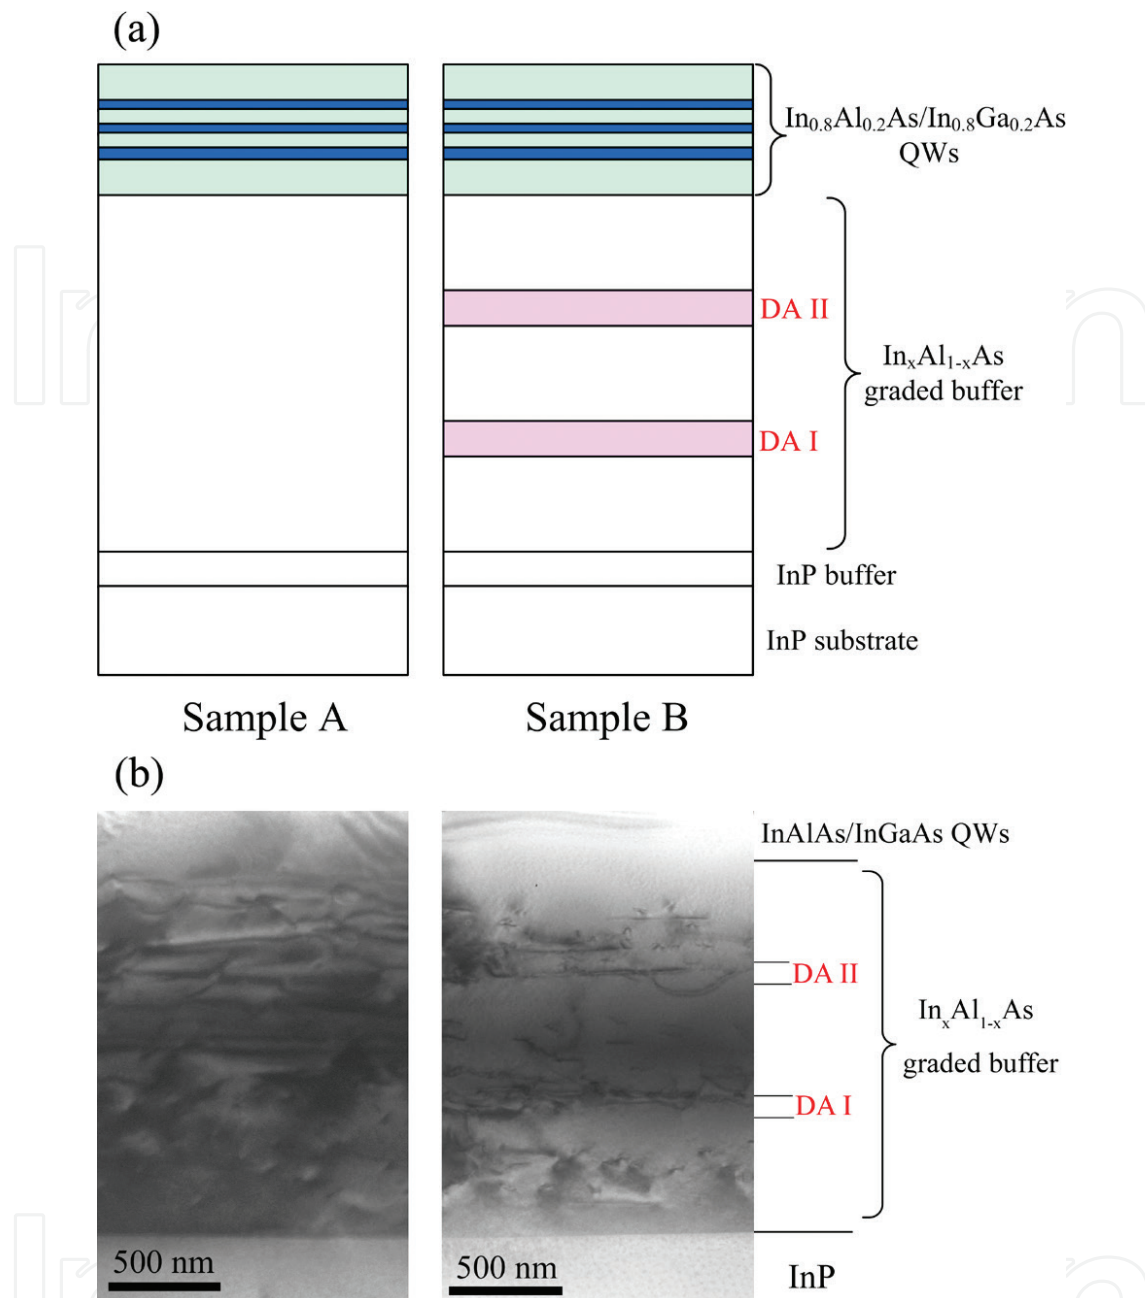 (a)
In₀.₈Al₀.₂As/In₀.₈Ga₀.₂As
QWs
DA II
InₓAl₁₋ₓAs
graded buffer
DA I
InP buffer
InP substrate
Sample A
Sample B
(b)
InAlAs/InGaAs QWs
DA II
InₓAl₁₋ₓAs
graded buffer
DA I
500 nm
500 nm
InP